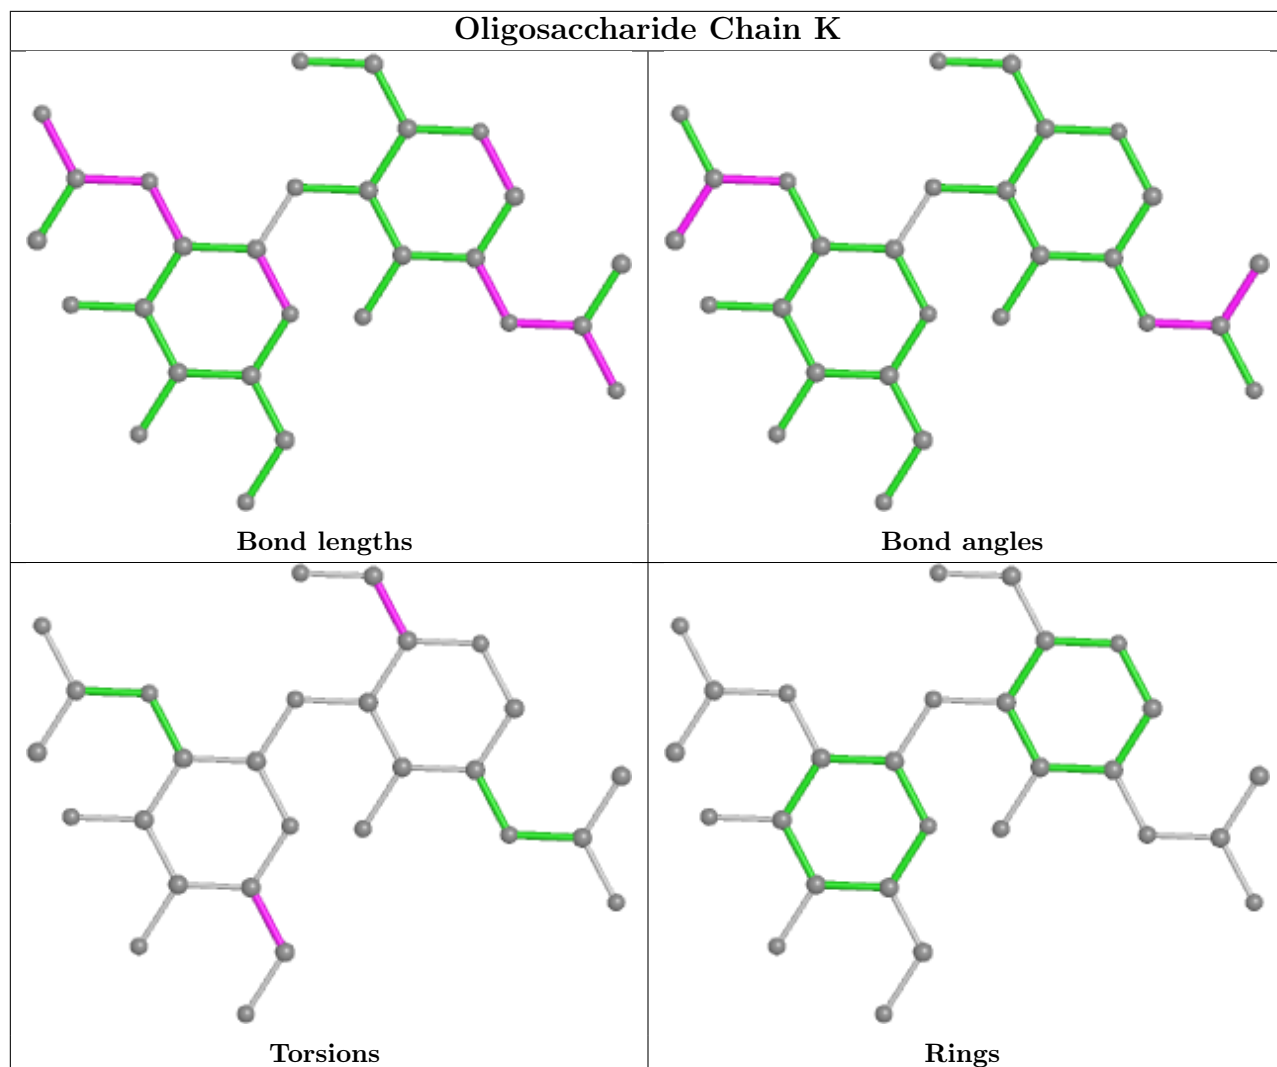 Oligosaccharide Chain K
Bond lengths
Bond angles
Torsions
Rings